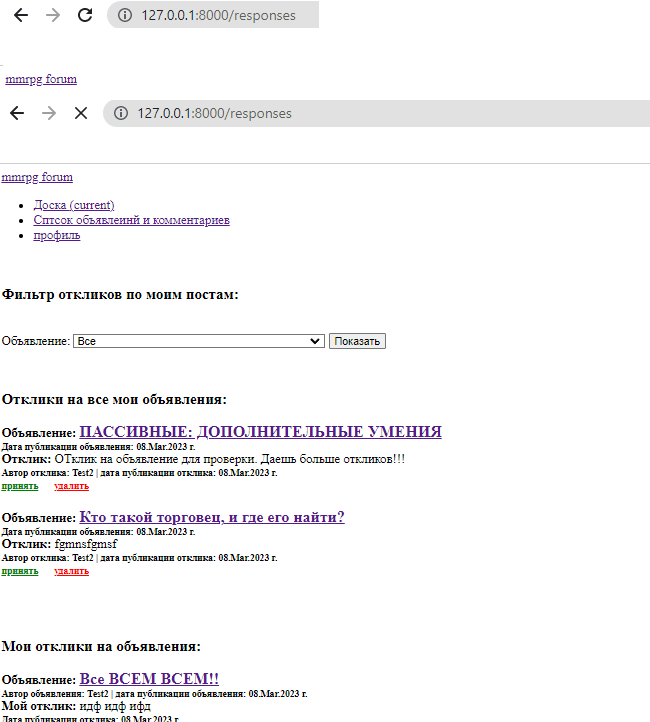 127.0.0.1:8000/responses
mmrpg forum
127.0.0.1:8000/responses
mmrpg forum
Доска (current)
Сптсок объявлеинй и комментариев
профиль
Фильтр откликов по моим постам:
Объявление: Все Показать
Отклики на все мои объявления:
Объявление: ПАССИВНЫЕ: ДОПОЛНИТЕЛЬНЫЕ УМЕНИЯ
Дата публикации объявления: 08.Mar.2023 г.
Отклик: ОТклик на объявление для проверки. Даешь больше откликов!!!
Автор отклика: Test2 | дата публикации отклика: 08.Mar.2023 г.
принять удалить
Объявление: Кто такой торговец, и где его найти?
Дата публикации объявления: 08.Mar.2023 г.
Отклик: fgmnsfgmsf
Автор отклика: Test2 | дата публикации отклика: 08.Mar.2023 г.
принять удалить
Мои отклики на объявления:
Объявление: Все ВСЕМ ВСЕМ!!
Автор объявления: Test2 | дата публикации объявления: 08.Mar.2023 г.
Мой отклик: идф идф ифд
Дата публикации отклика: 08.Mar.2023 г.